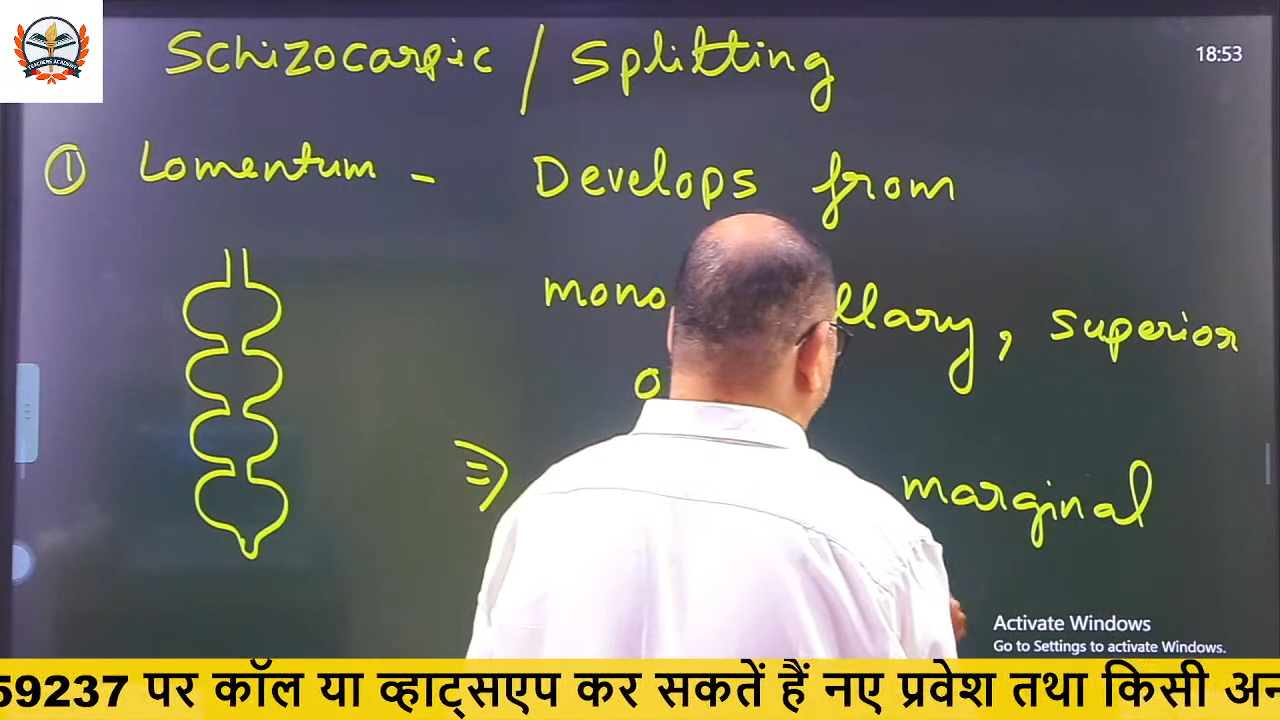 Schizocarpic / Splitting
18:53
① Lomentum - Develops from
mono llary, superior
o
⇒ marginal
Activate Windows
Go to Settings to activate Windows.
59237 पर कॉल या व्हाट्सएप कर सकतें हैं नए प्रवेश तथा किसी अन